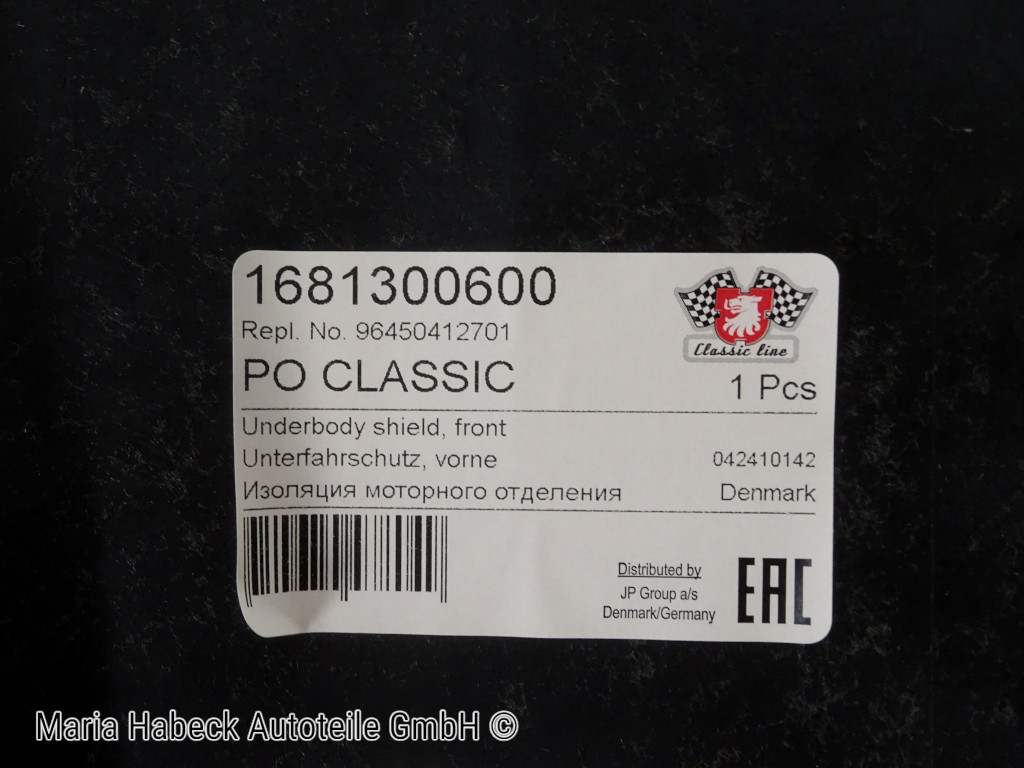 1681300600
Repl. No. 96450412701
PO CLASSIC
Classic line
1 Pcs
Underbody shield, front
Unterfahrschutz, vorne
042410142
Изоляция моторного отделения
Denmark
Distributed by
JP Group a/s
Denmark/Germany
EAC
Maria Habeck Autoteile GmbH ©